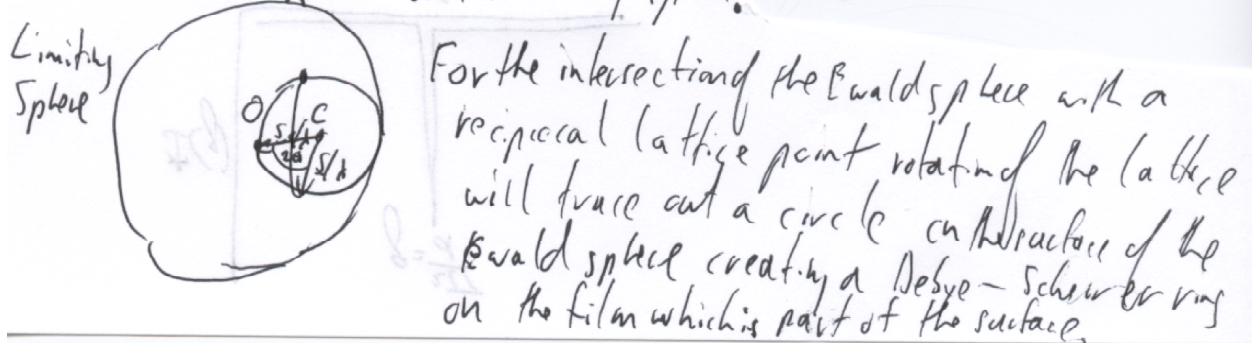 Limiting
Sphere
O
C
S/λ
For the intersection of the Ewald sphere with a
reciprocal lattice point rotating the lattice
will trace out a circle on the surface of the
Ewald sphere creating a Debye-Scherrer ring
on the film which is part of the surface